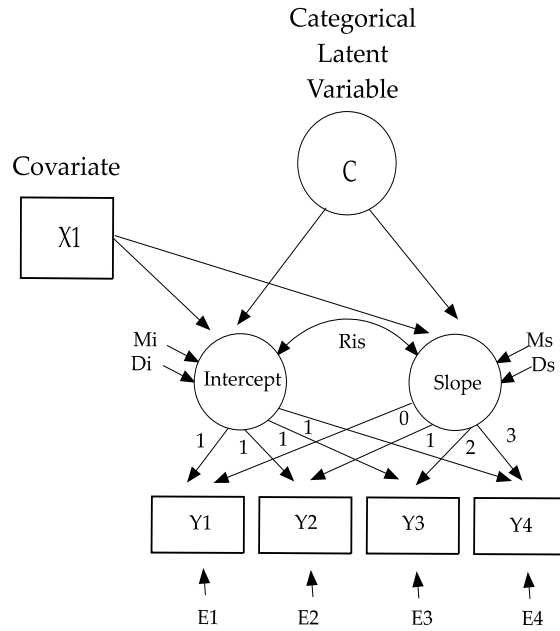 Categorical
Latent
Variable
C
Covariate
X1
Mi
Di
Ris
Ms
Ds
Intercept
Slope
1
1
1
1
0
1
2
3
Y1
Y2
Y3
Y4
E1
E2
E3
E4